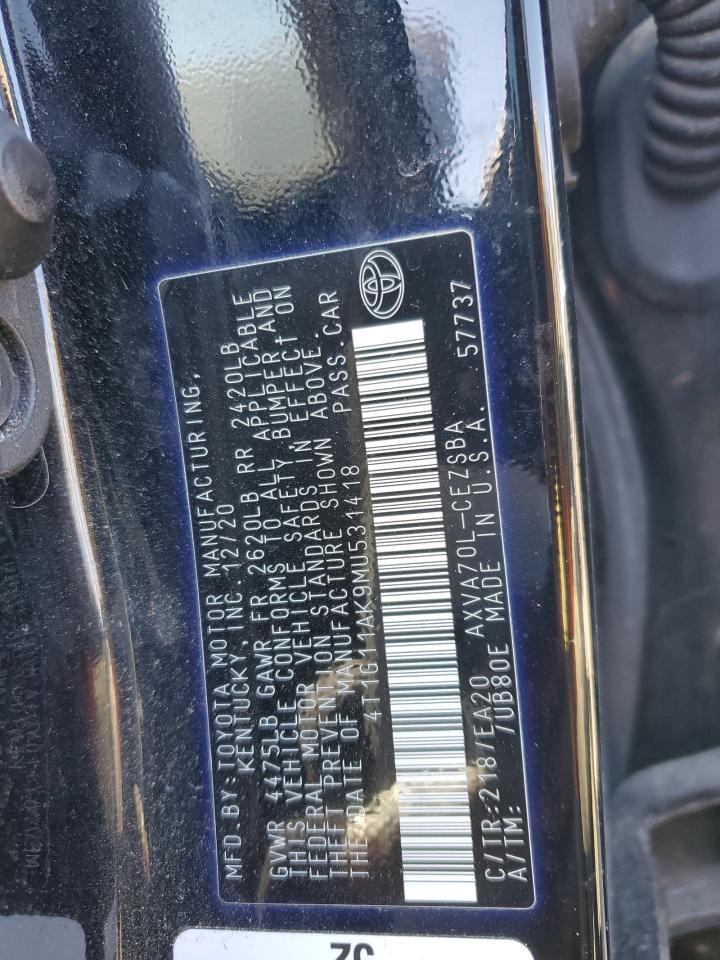 MFD. BY: TOYOTA MOTOR MANUFACTURING,
KENTUCKY, INC. 12/20
GVWR 4475LB GAWR FR 2620LB RR 2420LB
THIS VEHICLE CONFORMS TO ALL APPLICABLE
FEDERAL MOTOR VEHICLE SAFETY, BUMPER AND
THEFT PREVENTION STANDARDS IN EFFECT ON
THE DATE OF MANUFACTURE SHOWN ABOVE.
4T1G11AK9MU531418 PASS. CAR
C/TR: 218/EA20 AXVA70L-CEZSBA
A/TM: /UB80E MADE IN U.S.A. 57737